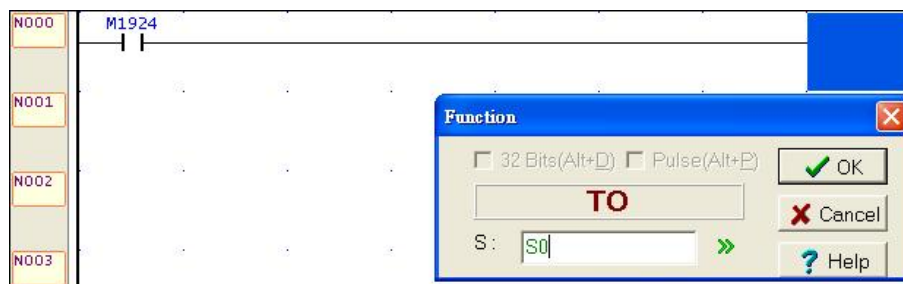 N000
M1924
N001
Function
32 Bits(Alt+D) Pulse(Alt+P)
OK
N002
TO
Cancel
S: S0
N003
Help